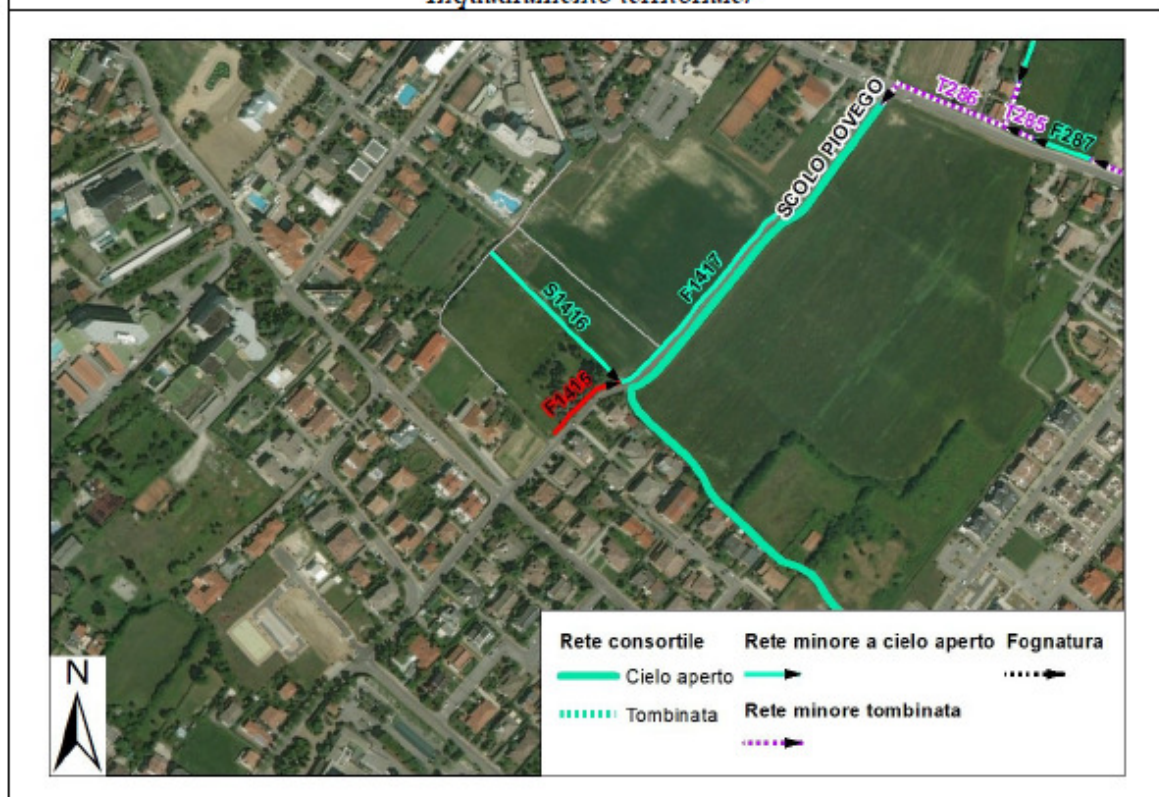 Inquadramento territoriale:
SCOLO PIOVEGO
T286
T285
F287
F1417
S1416
F1415
N
Rete consortile
Cielo aperto
Tombinata
Rete minore a cielo aperto
Rete minore tombinata
Fognatura